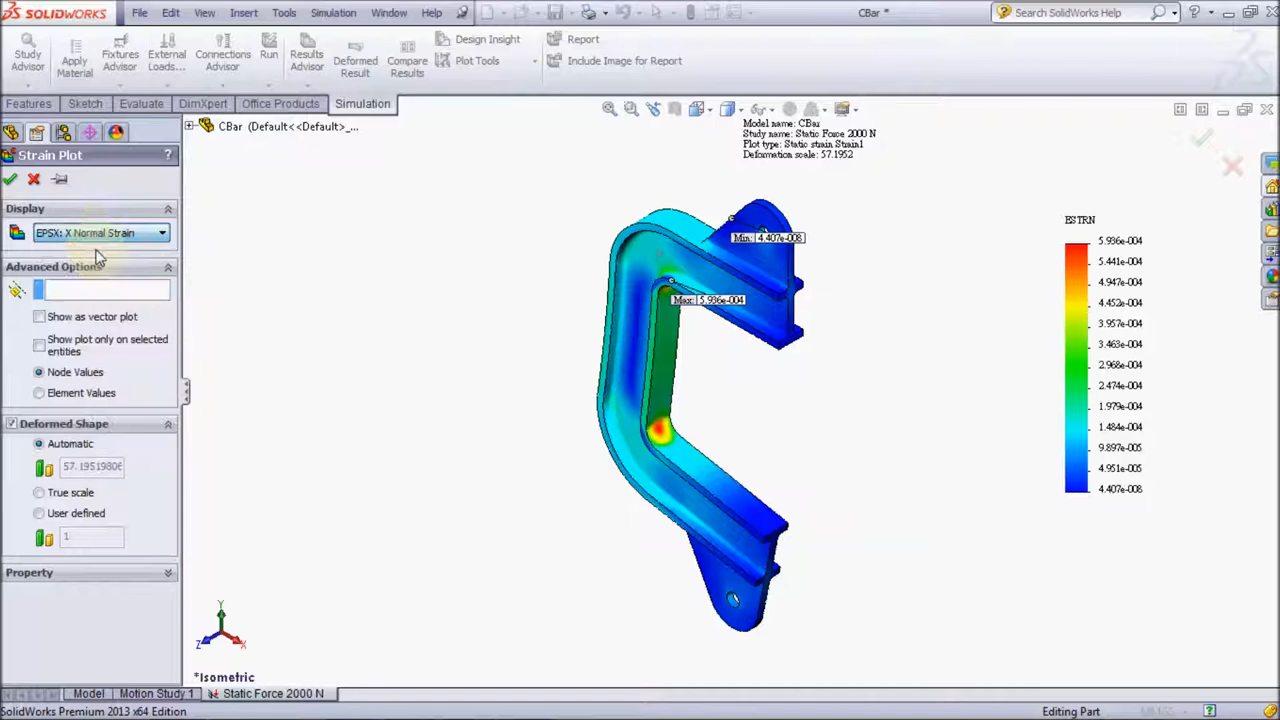 SOLIDWORKS File Edit View Insert Tools Simulation Window Help CBar * Search SolidWorks Help
Study Advisor
Apply Material
Fixtures Advisor
External Loads...
Connections Advisor
Run
Results Advisor
Deformed Result
Compare Results
Design Insight
Plot Tools
Report
Include Image for Report
Features Sketch Evaluate DimXpert Office Products Simulation
CBar (Default<<Default>_...
Strain Plot ?
Display
EPSX: X Normal Strain
Advanced Options
Show as vector plot
Show plot only on selected
entities
Node Values
Element Values
Deformed Shape
Automatic
57.19519806
True scale
User defined
1
Property
Model name: CBar
Study name: Static Force 2000 N
Plot type: Static strain Strain1
Deformation scale: 57.1952
Min: 4.407e-008
Max: 5.936e-004
ESTRN
5.936e-004
5.441e-004
4.947e-004
4.452e-004
3.957e-004
3.463e-004
2.968e-004
2.474e-004
1.979e-004
1.484e-004
9.897e-005
4.951e-005
4.407e-008
Y
Z X
*Isometric
Model Motion Study 1 Static Force 2000 N
SolidWorks Premium 2013 x64 Edition Editing Part